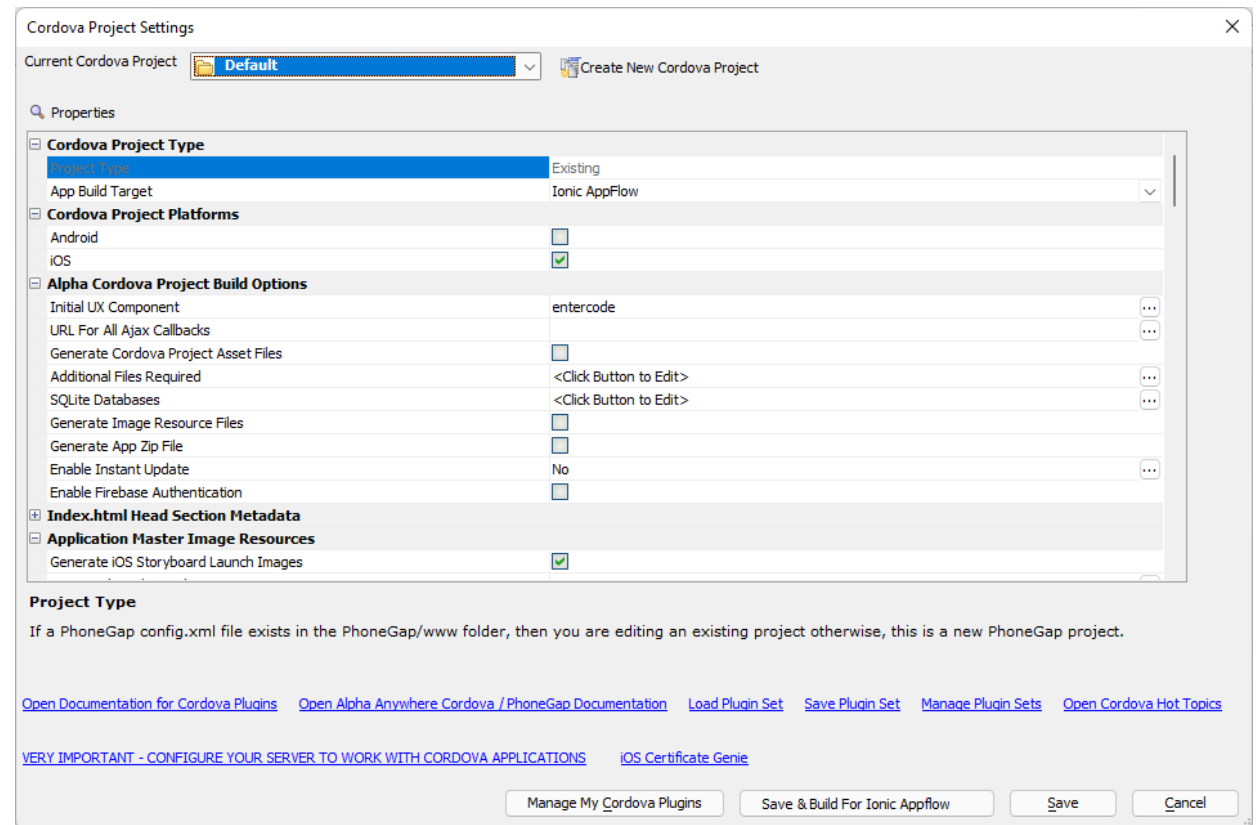 Cordova Project Settings
Current Cordova Project Default Create New Cordova Project
Properties
Cordova Project Type
Project Type Existing
App Build Target Ionic AppFlow
Cordova Project Platforms
Android
iOS
Alpha Cordova Project Build Options
Initial UX Component entercode
URL For All Ajax Callbacks
Generate Cordova Project Asset Files
Additional Files Required <Click Button to Edit>
SQLite Databases <Click Button to Edit>
Generate Image Resource Files
Generate App Zip File
Enable Instant Update No
Enable Firebase Authentication
Index.html Head Section Metadata
Application Master Image Resources
Generate iOS Storyboard Launch Images
Project Type
If a PhoneGap config.xml file exists in the PhoneGap/www folder, then you are editing an existing project otherwise, this is a new PhoneGap project.
Open Documentation for Cordova Plugins Open Alpha Anywhere Cordova / PhoneGap Documentation Load Plugin Set Save Plugin Set Manage Plugin Sets Open Cordova Hot Topics
VERY IMPORTANT - CONFIGURE YOUR SERVER TO WORK WITH CORDOVA APPLICATIONS iOS Certificate Genie
Manage My Cordova Plugins Save & Build For Ionic Appflow Save Cancel